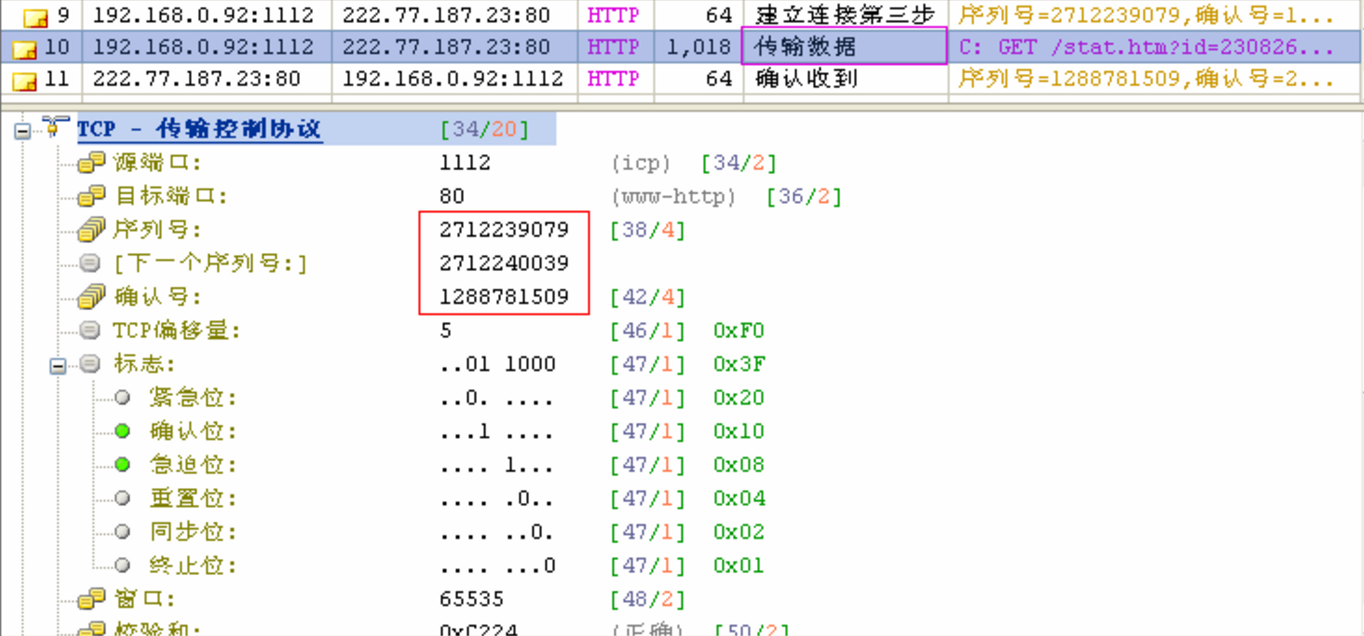 9 192.168.0.92:1112 222.77.187.23:80 HTTP 64 建立连接第三步 序列号=2712239079,确认号=1...
10 192.168.0.92:1112 222.77.187.23:80 HTTP 1,018 传输数据 C: GET /stat.htm?id=230826...
11 222.77.187.23:80 192.168.0.92:1112 HTTP 64 确认收到 序列号=1288781509,确认号=2...
TCP - 传输控制协议 [34/20]
源端口: 1112 (icp) [34/2]
目标端口: 80 (www-http) [36/2]
序列号: 2712239079 [38/4]
[下一个序列号:] 2712240039
确认号: 1288781509 [42/4]
TCP偏移量: 5 [46/1] 0xF0
标志: ..01 1000 [47/1] 0x3F
紧急位: ..0. .... [47/1] 0x20
确认位: ...1 .... [47/1] 0x10
急迫位: .... 1... [47/1] 0x08
重置位: .... .0.. [47/1] 0x04
同步位: .... ..0. [47/1] 0x02
终止位: .... ...0 [47/1] 0x01
窗口: 65535 [48/2]
校验和: 0xC224 (正确) [50/2]